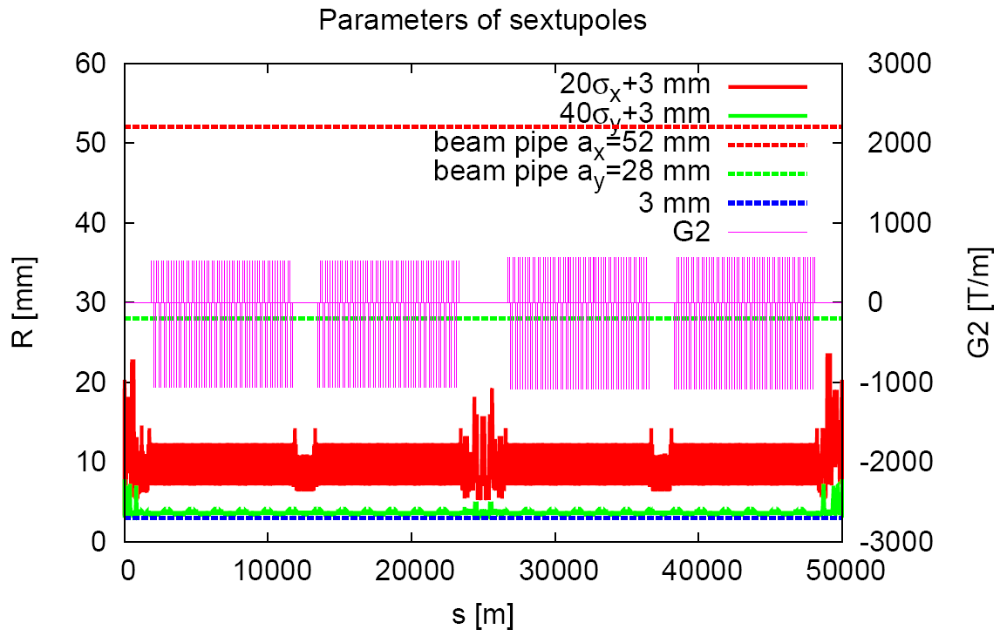 Parameters of sextupoles
60
50
40
30
20
10
0
R [mm]
3000
2000
1000
0
-1000
-2000
-3000
G2 [T/m]
20σx+3 mm
40σy+3 mm
beam pipe ax=52 mm
beam pipe ay=28 mm
3 mm
G2
0
10000
20000
30000
40000
50000
s [m]